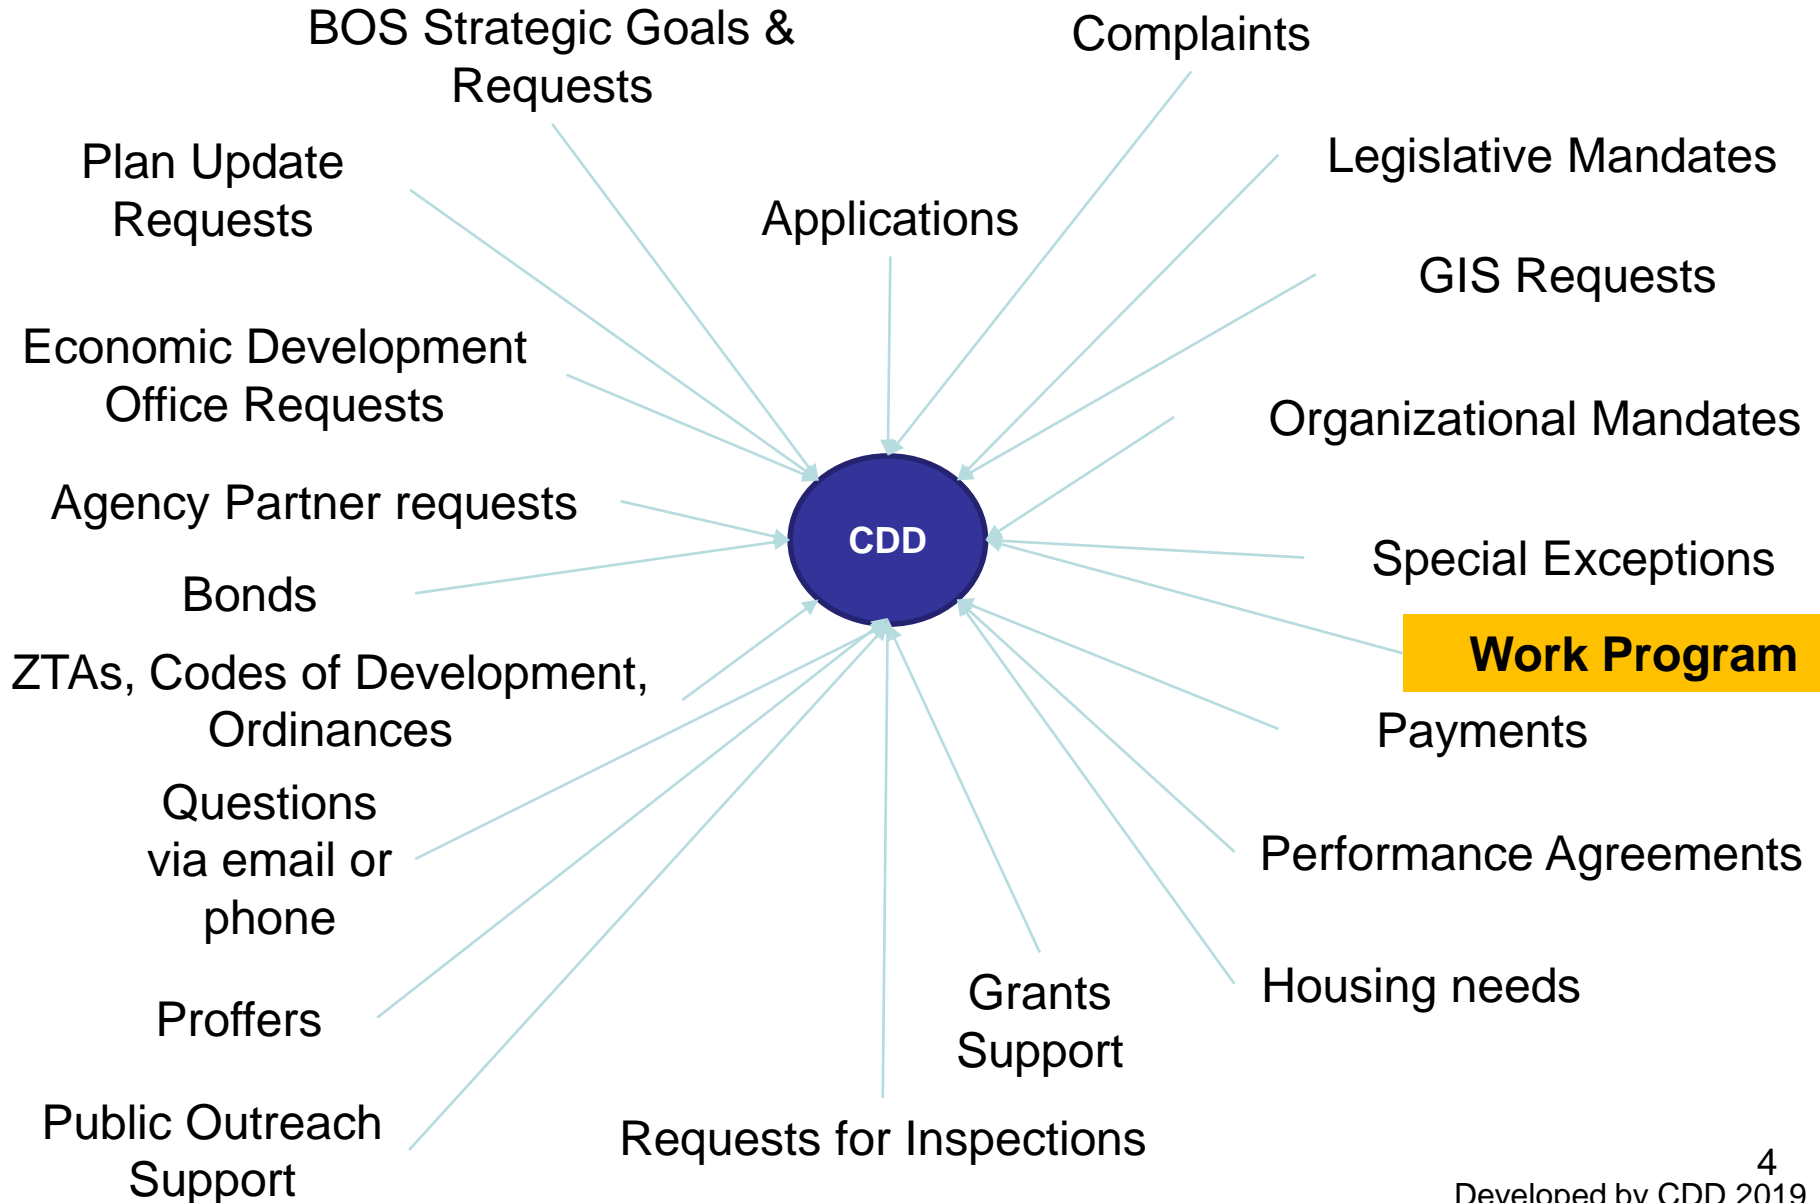 BOS Strategic Goals &
Requests
Complaints
Plan Update
Requests
Legislative Mandates
Applications
GIS Requests
Economic Development
Office Requests
Organizational Mandates
Agency Partner requests
CDD
Special Exceptions
Bonds
Work Program
ZTAs, Codes of Development,
Ordinances
Payments
Questions
via email or
phone
Performance Agreements
Proffers
Grants
Support
Housing needs
Public Outreach
Support
Requests for Inspections
4
Developed by CDD 2019